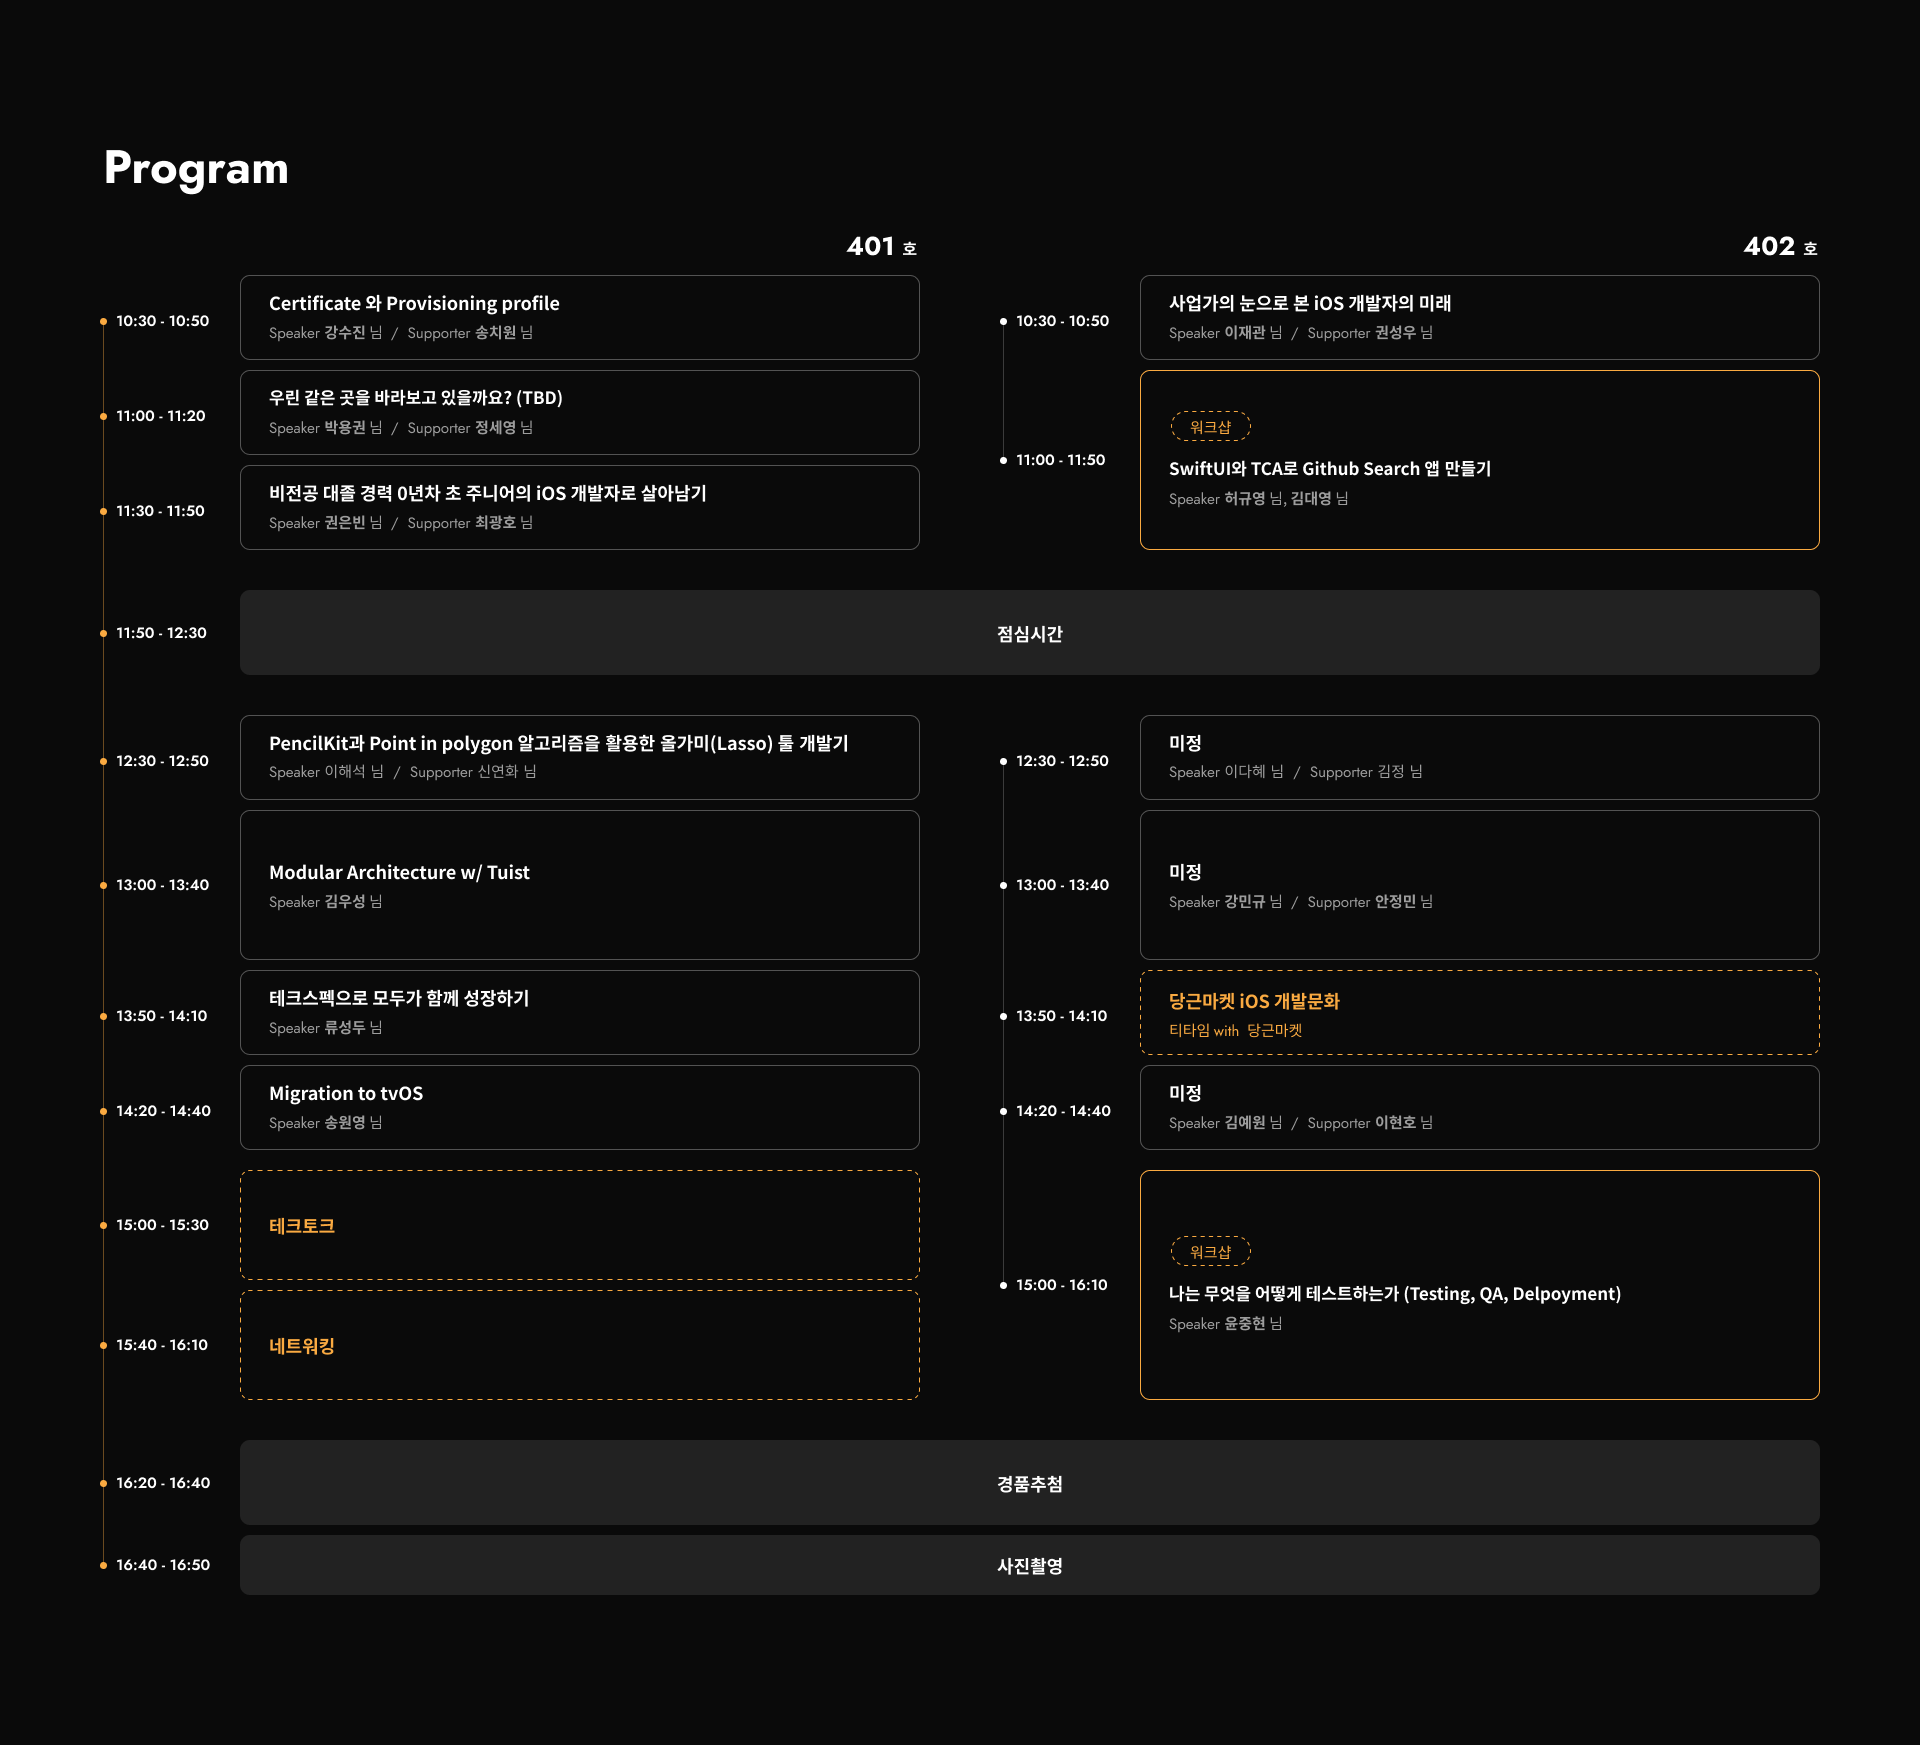 Program
401 호
10:30 - 10:50
Certificate 와 Provisioning profile
Speaker 강수진 님 / Supporter 송치원 님
11:00 - 11:20
우린 같은 곳을 바라보고 있을까요? (TBD)
Speaker 박용권 님 / Supporter 정세영 님
11:30 - 11:50
비전공 대졸 경력 0년차 초 주니어의 iOS 개발자로 살아남기
Speaker 권은빈 님 / Supporter 최광호 님
402 호
10:30 - 10:50
사업가의 눈으로 본 iOS 개발자의 미래
Speaker 이재관 님 / Supporter 권성우 님
11:00 - 11:50
워크샵
SwiftUI와 TCA로 Github Search 앱 만들기
Speaker 허규영 님, 김대영 님
11:50 - 12:30
점심시간
12:30 - 12:50
PencilKit과 Point in polygon 알고리즘을 활용한 올가미(Lasso) 툴 개발기
Speaker 이해석 님 / Supporter 신연화 님
13:00 - 13:40
Modular Architecture w/ Tuist
Speaker 김우성 님
13:50 - 14:10
테크스펙으로 모두가 함께 성장하기
Speaker 류성두 님
14:20 - 14:40
Migration to tvOS
Speaker 송원영 님
15:00 - 15:30
테크토크
15:40 - 16:10
네트워킹
12:30 - 12:50
미정
Speaker 이다혜 님 / Supporter 김정 님
13:00 - 13:40
미정
Speaker 강민규 님 / Supporter 안정민 님
13:50 - 14:10
당근마켓 iOS 개발문화
티타임 with 당근마켓
14:20 - 14:40
미정
Speaker 김예원 님 / Supporter 이현호 님
15:00 - 16:10
워크샵
나는 무엇을 어떻게 테스트하는가 (Testing, QA, Delpoyment)
Speaker 윤중현 님
16:20 - 16:40
경품추첨
16:40 - 16:50
사진촬영